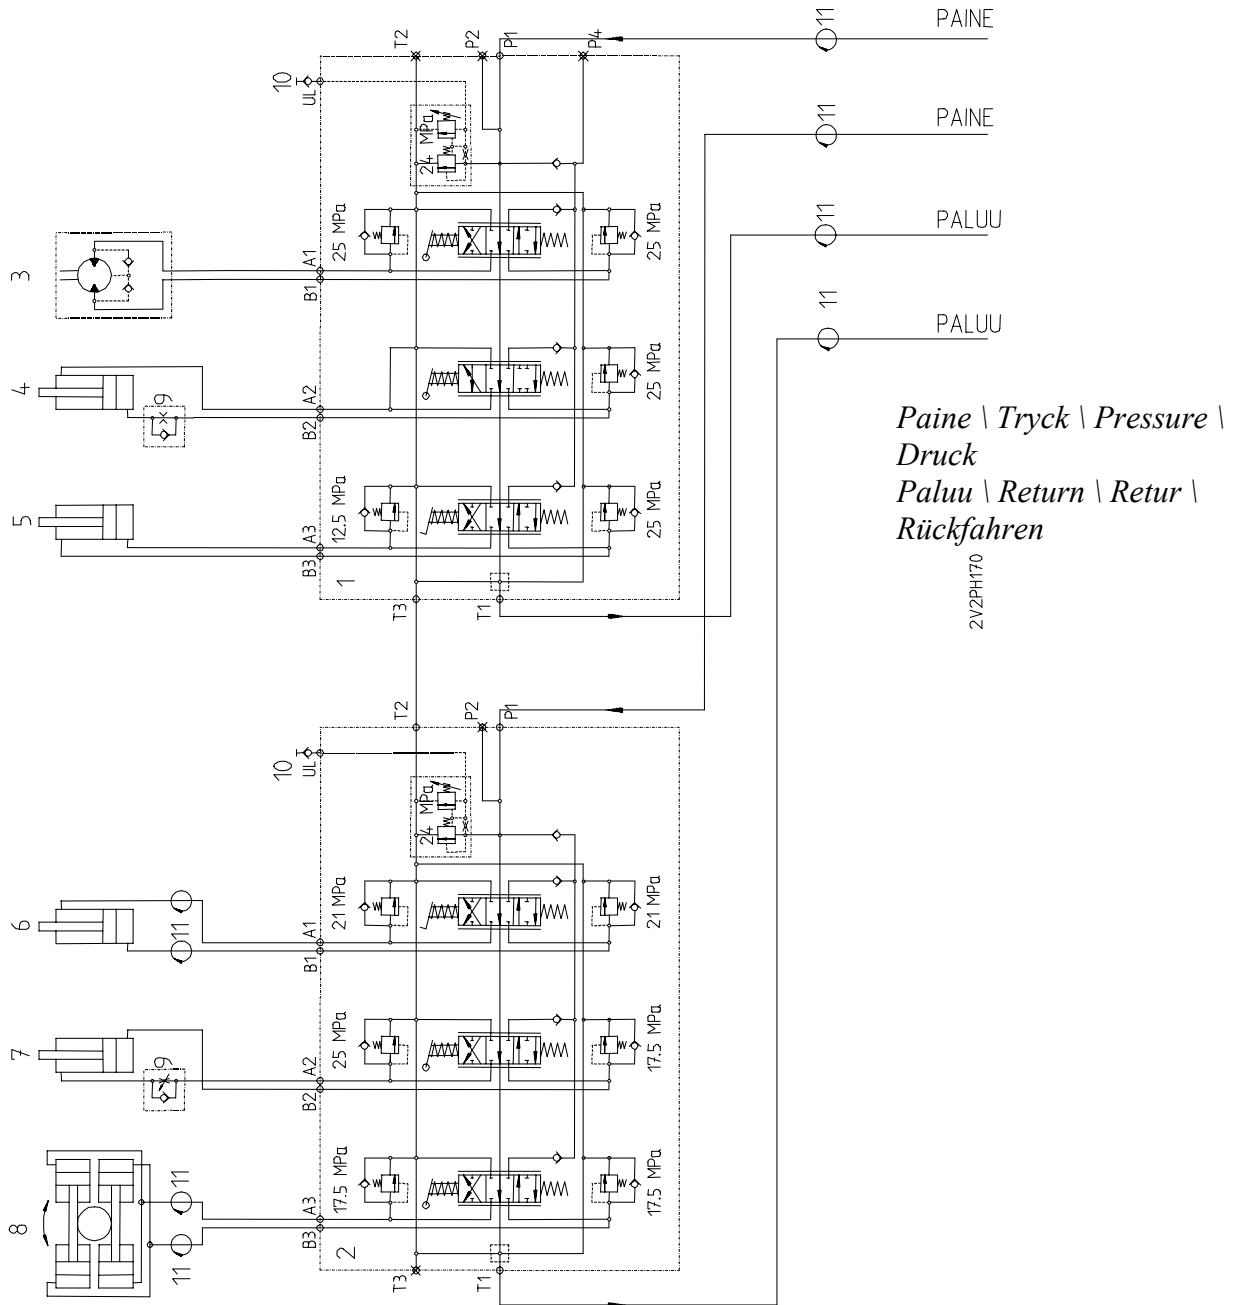 11
PAINE
T2
P2
P1
P4
10
UL
24 MPa
11
PAINE
25 MPa
25 MPa
3
A1
B1
11
PALUU
11
PALUU
4
9
A2
B2
25 MPa
Paine \ Tryck \ Pressure \
Druck
Paluu \ Return \ Retur \
Rückfahren
2V2PH170
5
A3
B3
12.5 MPa
25 MPa
1
T3
T1
T2
P2
P1
10
UL
24 MPa
6
11
A1
B1
21 MPa
21 MPa
7
9
A2
B2
25 MPa
17.5 MPa
8
11
11
A3
B3
17.5 MPa
17.5 MPa
2
T3
T1